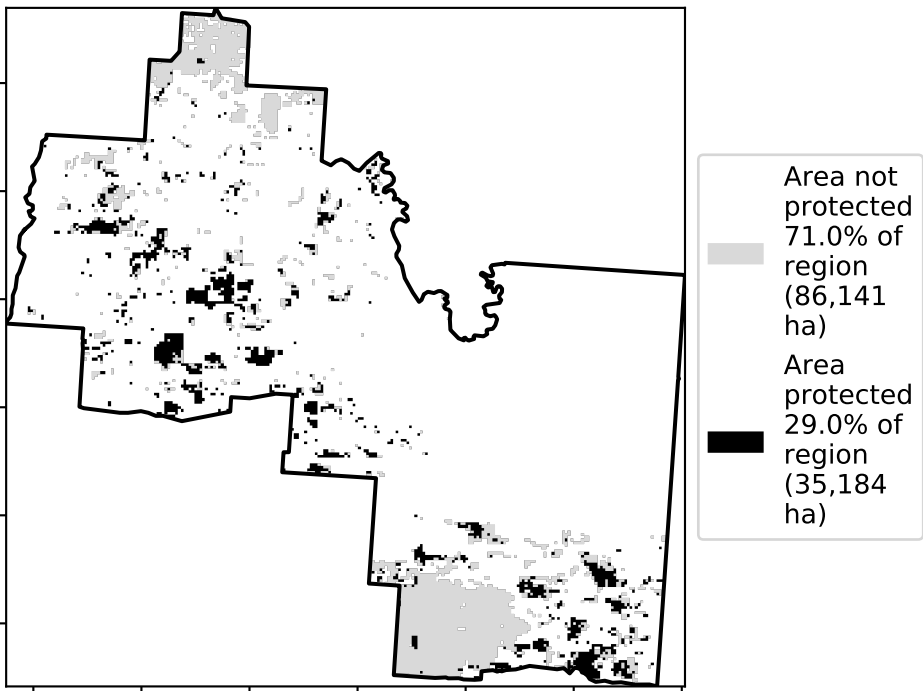 Area not
protected
71.0% of
region
(86,141
ha)
Area
protected
29.0% of
region
(35,184
ha)